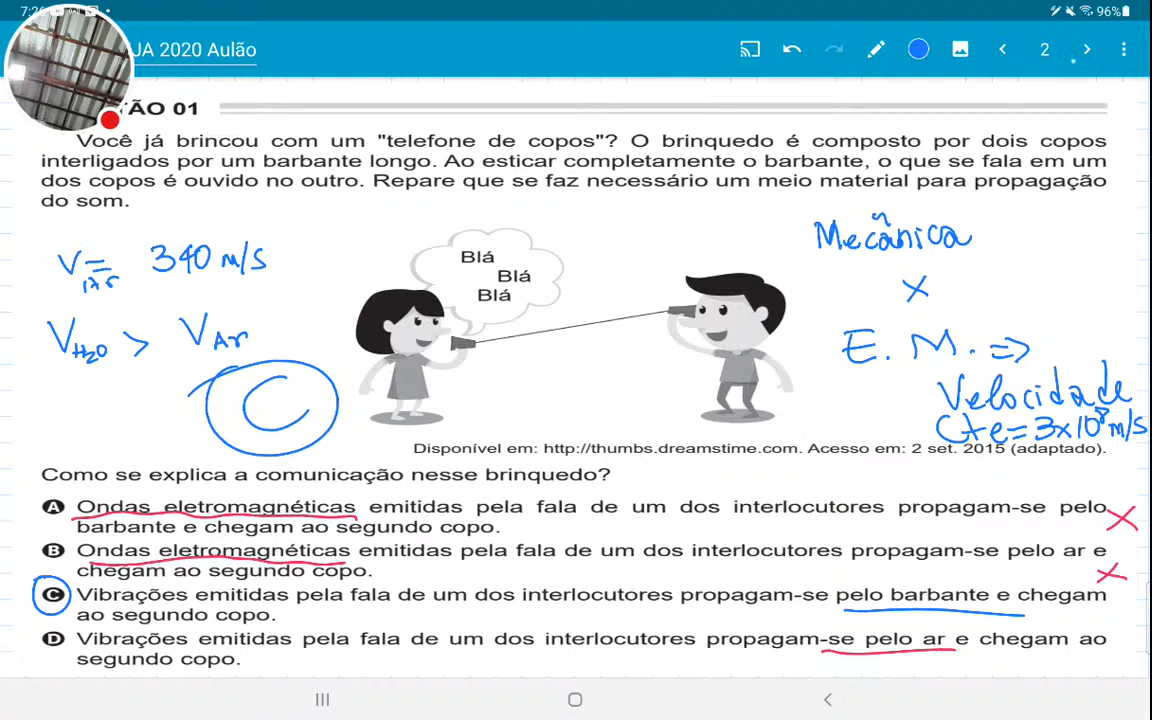 7:26
96%
JA 2020 Aulão
2
TÃO 01
Você já brincou com um "telefone de copos"? O brinquedo é composto por dois copos
interligados por um barbante longo. Ao esticar completamente o barbante, o que se fala em um
dos copos é ouvido no outro. Repare que se faz necessário um meio material para propagação
do som.
V = 340 m/s
Mecânica
Blá
Blá
Blá
X
VH2O > VAr
E. M. =>
Velocidade
Cte = 3x10⁸ m/s
C
Disponível em: http://thumbs.dreamstime.com. Acesso em: 2 set. 2015 (adaptado).
Como se explica a comunicação nesse brinquedo?
A Ondas eletromagnéticas emitidas pela fala de um dos interlocutores propagam-se pelo
barbante e chegam ao segundo copo.
B Ondas eletromagnéticas emitidas pela fala de um dos interlocutores propagam-se pelo ar e
chegam ao segundo copo.
C Vibrações emitidas pela fala de um dos interlocutores propagam-se pelo barbante e chegam
ao segundo copo.
D Vibrações emitidas pela fala de um dos interlocutores propagam-se pelo ar e chegam ao
segundo copo.